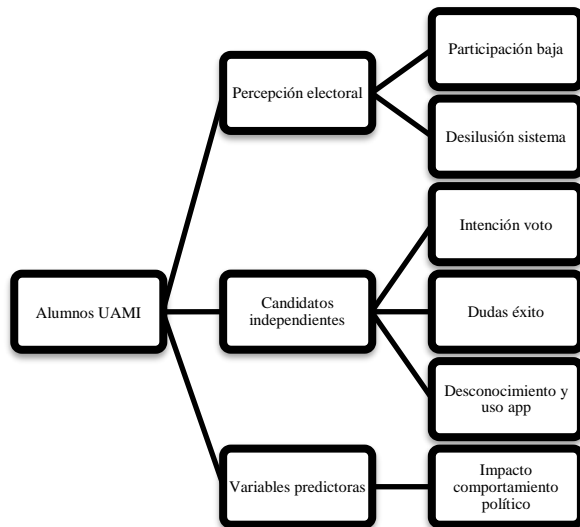 Alumnos UAMI
Percepción electoral
Participación baja
Desilusión sistema
Candidatos
independientes
Intención voto
Dudas éxito
Desconocimiento y
uso app
Variables predictoras
Impacto
comportamiento
político